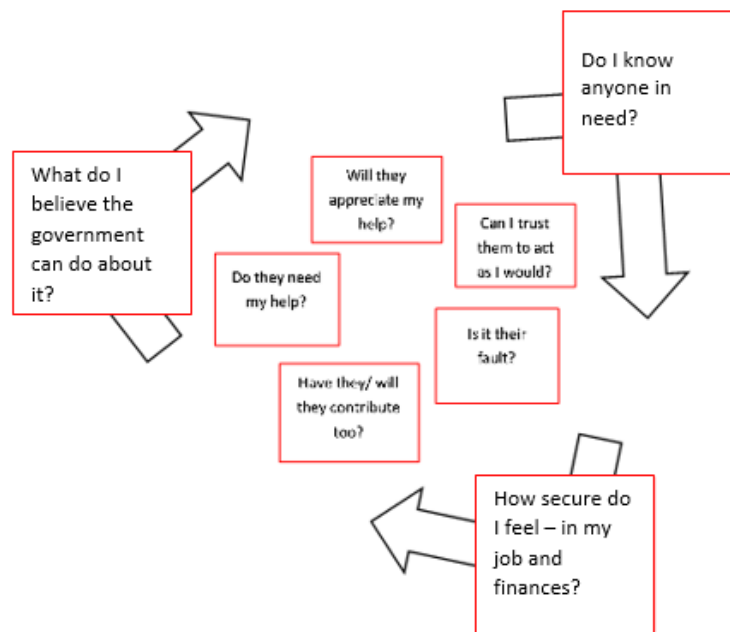 Do I know
anyone in
need?
What do I
believe the
government
can do about
it?
Will they
appreciate my
help?
Can I trust
them to act
as I would?
Do they need
my help?
Is it their
fault?
Have they/ will
they contribute
too?
How secure do
I feel – in my
job and
finances?